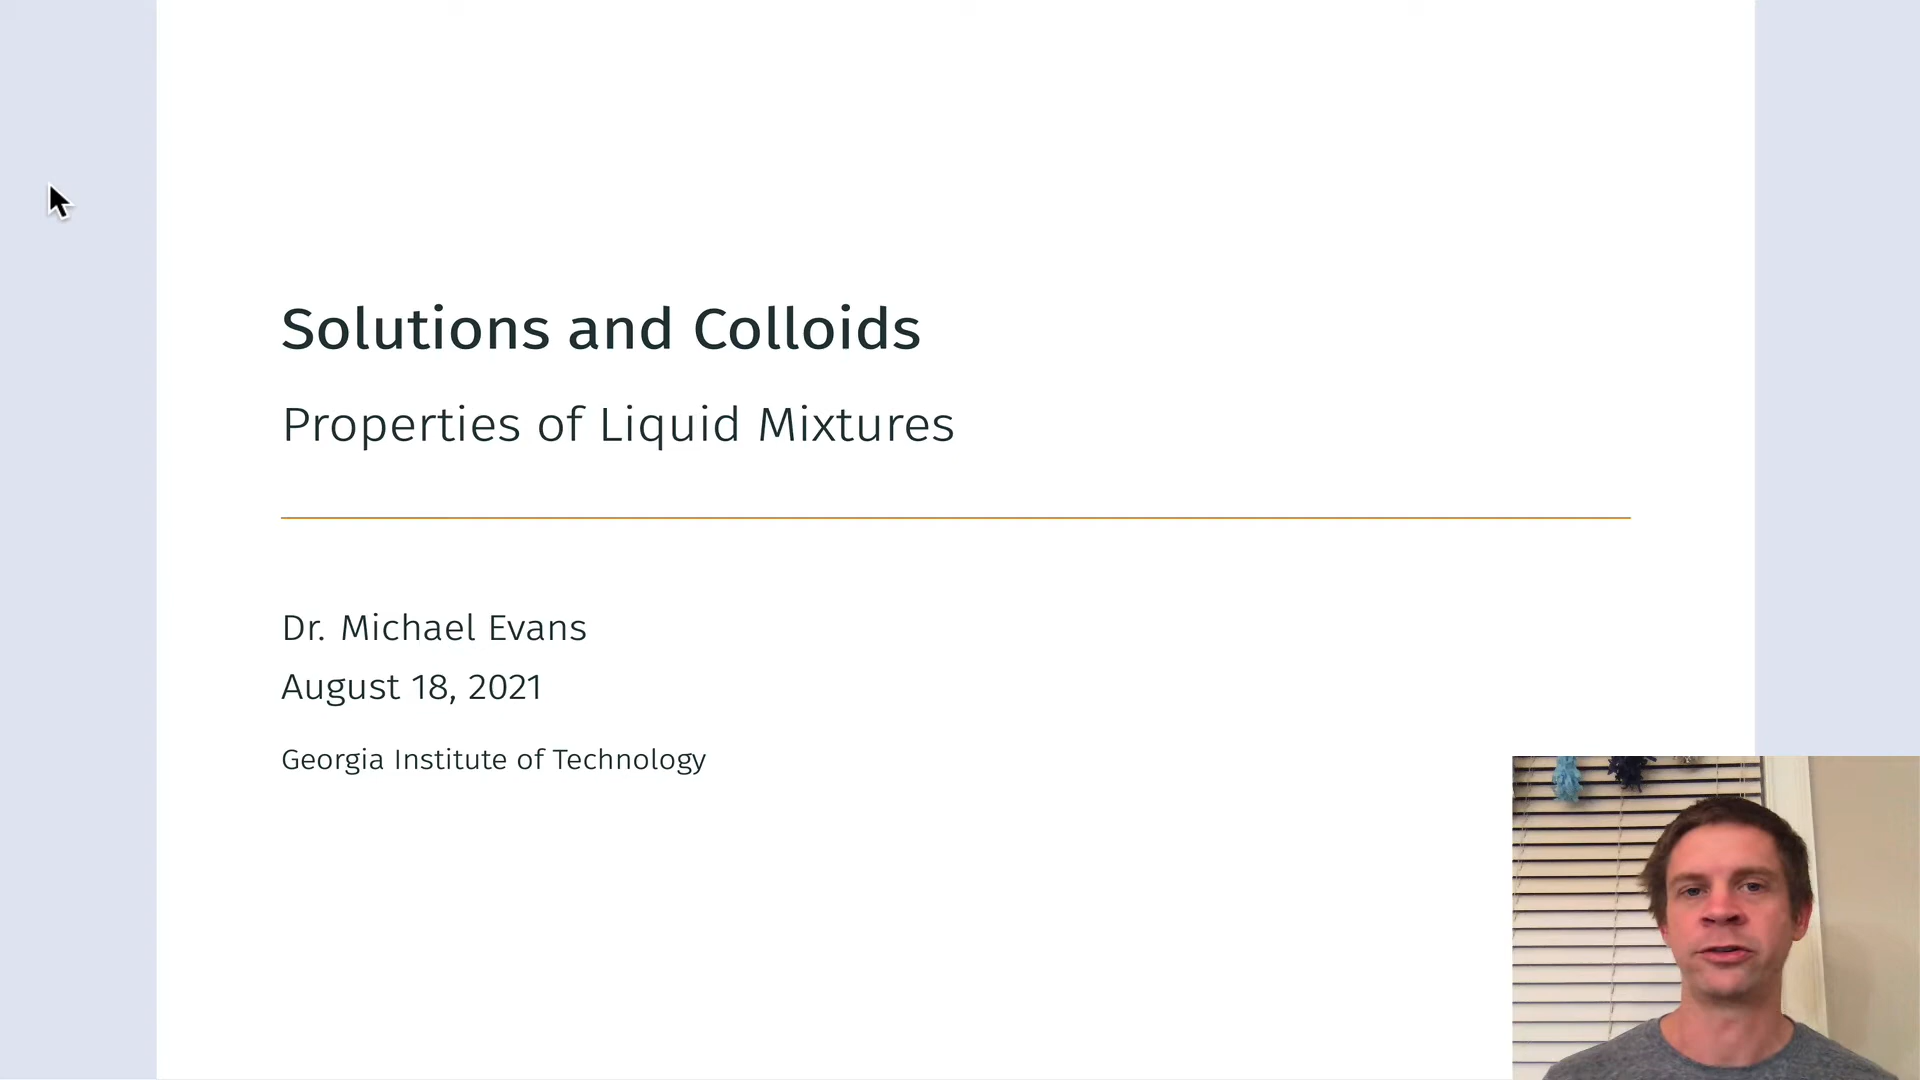 Solutions and Colloids
Properties of Liquid Mixtures
Dr. Michael Evans
August 18, 2021
Georgia Institute of Technology